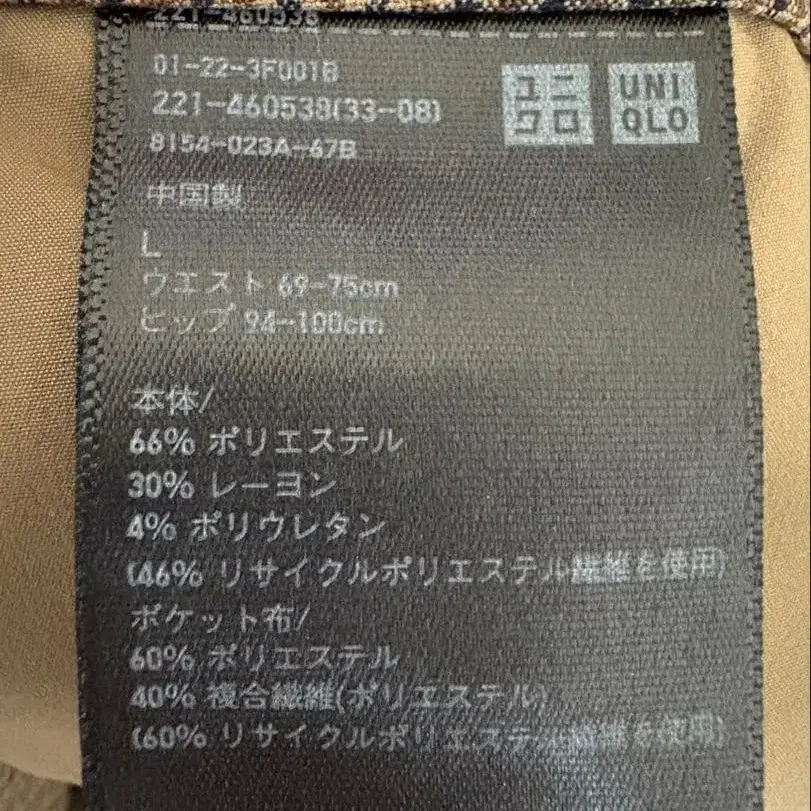 221-460538
01-22-3F001B
221-460538(33-08)
8154-023A-67B
ユニクロ
UNIQLO
中国製
L
ウエスト 69-75cm
ヒップ 94-100cm
本体/
66% ポリエステル
30% レーヨン
4% ポリウレタン
(46% リサイクルポリエステル繊維を使用)
ポケット布/
60% ポリエステル
40% 複合繊維(ポリエステル)
(60% リサイクルポリエステル繊維を使用)